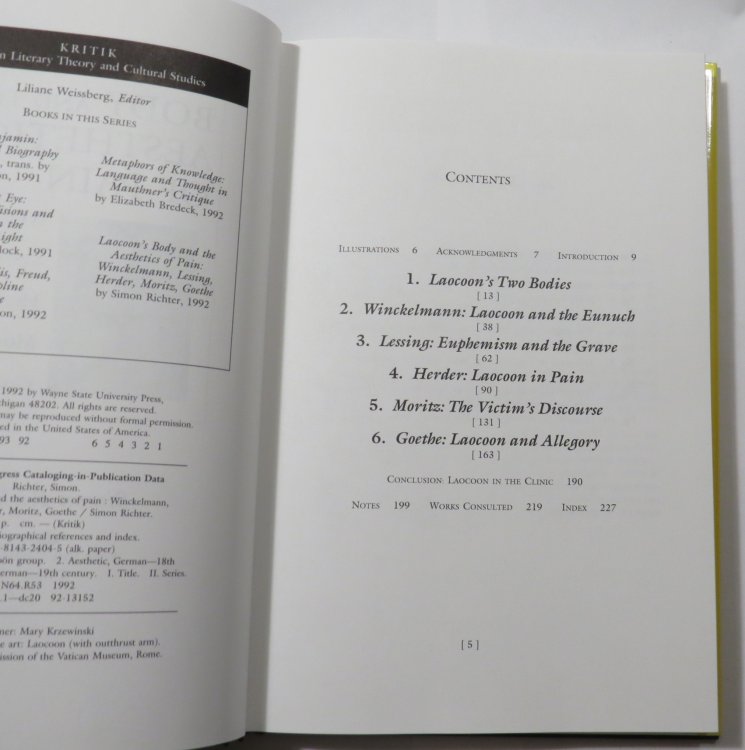 KRITIK
n Literary Theory and Cultural Studies
Liliane Weissberg, Editor
BOOKS IN THIS SERIES
njamin:
l Biography
, trans. by
on, 1991
t Eye:
isions and
n the
ight
lock, 1991
is, Freud,
pline
e
on, 1992
Metaphors of Knowledge:
Language and Thought in
Mauthner's Critique
by Elizabeth Bredeck, 1992
Laocoon's Body and the
Aesthetics of Pain:
Winckelmann, Lessing,
Herder, Moritz, Goethe
by Simon Richter, 1992
1992 by Wayne State University Press,
chigan 48202. All rights are reserved.
may be reproduced without formal permission.
ed in the United States of America.
93 92 6 5 4 3 2 1
gress Cataloging-in-Publication Data
Richter, Simon.
d the aesthetics of pain : Winckelmann,
r, Moritz, Goethe / Simon Richter.
p. cm. — (Kritik)
iographical references and index.
-8143-2404-5 (alk. paper)
oön group. 2. Aesthetic, German—18th
erman—19th century. I. Title. II. Series.
N64.R53 1992
.1—dc20 92-13152
ner: Mary Krzewinski
e art: Laocoon (with outthrust arm).
ission of the Vatican Museum, Rome.
CONTENTS
ILLUSTRATIONS 6 ACKNOWLEDGMENTS 7 INTRODUCTION 9
1. Laocoon's Two Bodies
[ 13 ]
2. Winckelmann: Laocoon and the Eunuch
[ 38 ]
3. Lessing: Euphemism and the Grave
[ 62 ]
4. Herder: Laocoon in Pain
[ 90 ]
5. Moritz: The Victim's Discourse
[ 131 ]
6. Goethe: Laocoon and Allegory
[ 163 ]
CONCLUSION: LAOCOON IN THE CLINIC 190
NOTES 199 WORKS CONSULTED 219 INDEX 227
[ 5 ]